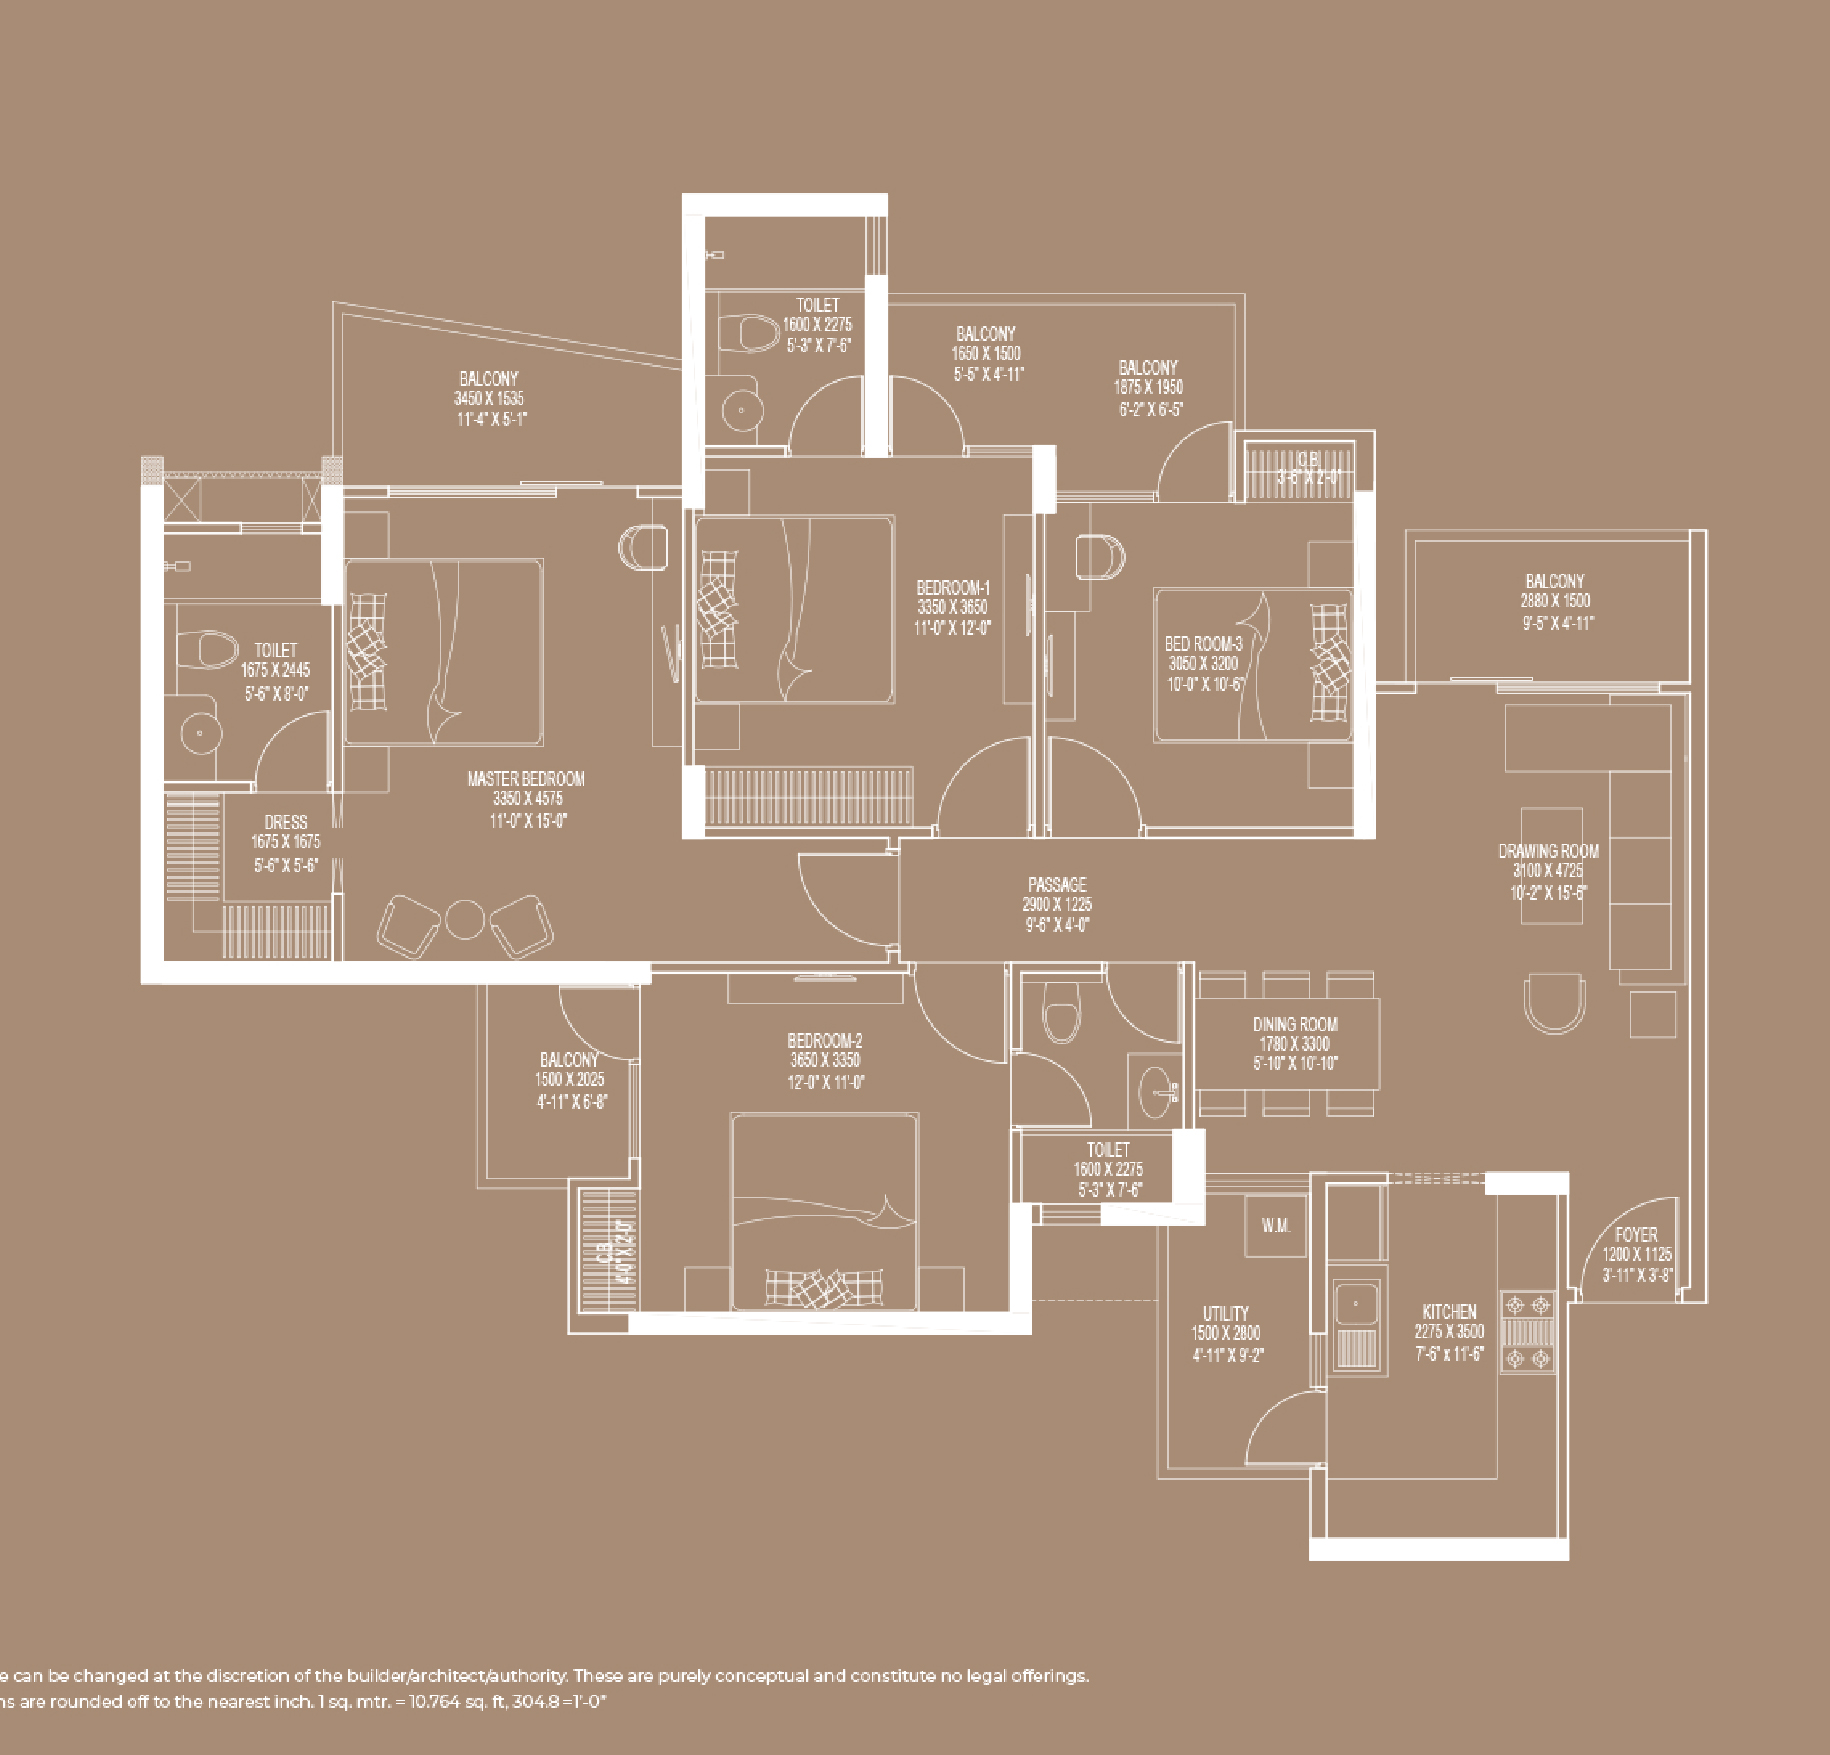 TOILET
1600 X 2275
5'-3" X 7'-6"
BALCONY
1650 X 1500
5'-5" X 4'-11"
BALCONY
1875 X 1950
6'-2" X 6'-5"
BALCONY
3450 X 1535
11'-4" X 5'-1"
C.B.
3'-6" X 2'-0"
BEDROOM-1
3350 X 3650
11'-0" X 12'-0"
BALCONY
2880 X 1500
9'-5" X 4'-11"
TOILET
1675 X 2445
5'-6" X 8'-0"
BED ROOM-3
3050 X 3200
10'-0" X 10'-6"
MASTER BEDROOM
3350 X 4575
11'-0" X 15'-0"
DRESS
1675 X 1675
5'-6" X 5'-6"
DRAWING ROOM
3100 X 4725
10'-2" X 15'-6"
PASSAGE
2900 X 1225
9'-6" X 4'-0"
DINING ROOM
1780 X 3300
5'-10" X 10'-10"
BEDROOM-2
3650 X 3350
12'-0" X 11'-0"
BALCONY
1500 X 2025
4'-11" X 6'-8"
TOILET
1600 X 2275
5'-3" X 7'-6"
C.B.
4'-0" X 2'-0"
W.M.
FOYER
1200 X 1125
3'-11" X 3'-8"
UTILITY
1500 X 2800
4'-11" X 9'-2"
KITCHEN
2275 X 3500
7'-6" x 11'-6"
e can be changed at the discretion of the builder/architect/authority. These are purely conceptual and constitute no legal offerings.
ns are rounded off to the nearest inch. 1 sq. mtr. = 10.764 sq. ft, 304.8 =1'-0"